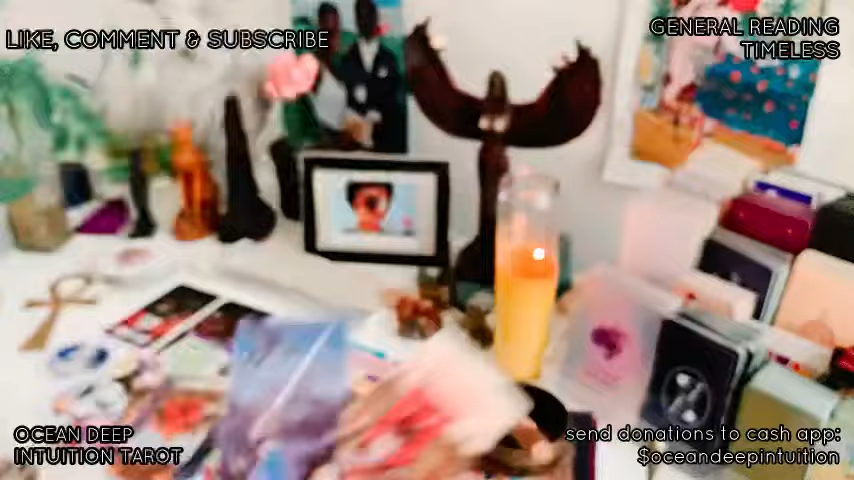 LIKE, COMMENT & SUBSCRIBE
GENERAL READING
TIMELESS
OCEAN DEEP
INTUITION TAROT
send donations to cash app:
$oceandeepintuition